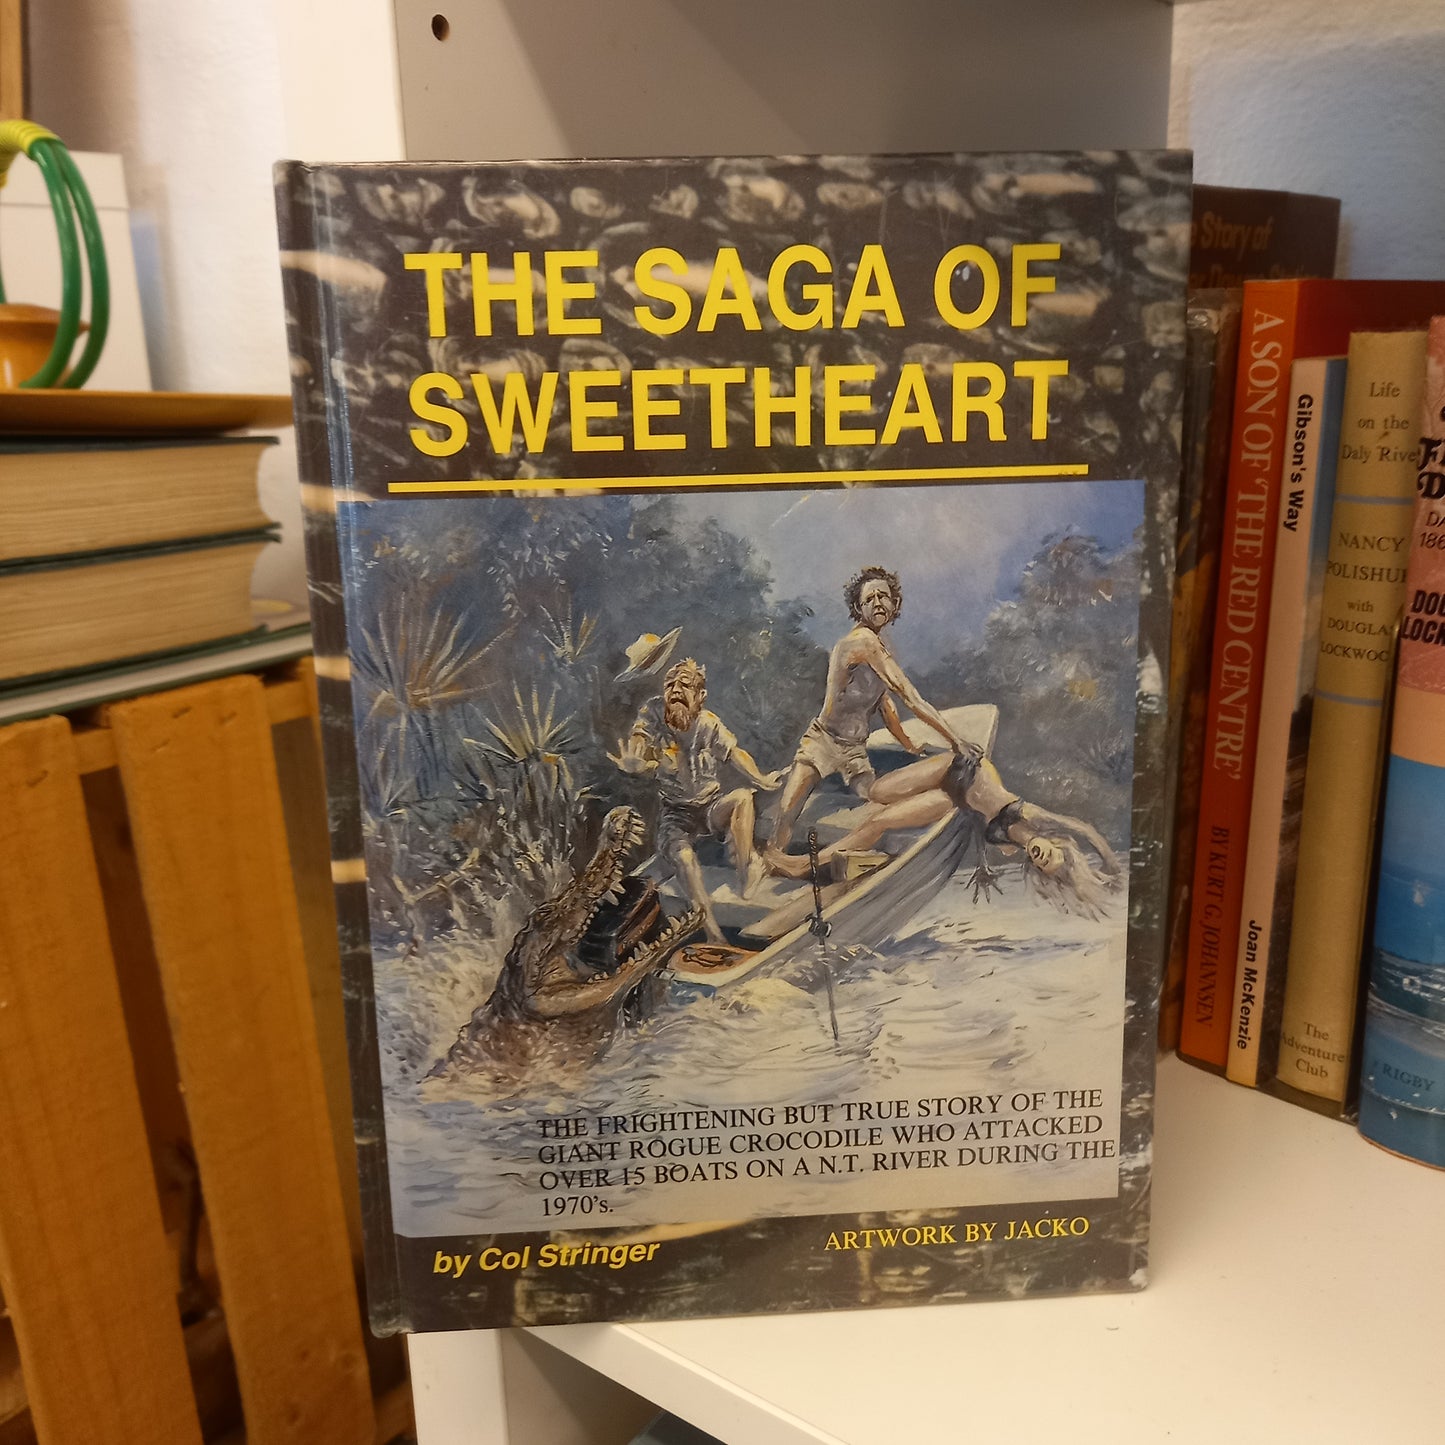 THE SAGA OF
SWEETHEART
THE FRIGHTENING BUT TRUE STORY OF THE
GIANT ROGUE CROCODILE WHO ATTACKED
OVER 15 BOATS ON A N.T. RIVER DURING THE
1970's.
by Col Stringer
ARTWORK BY JACKO
Story of
A SON OF 'THE RED CENTRE'
BY KURT G. JOHANNSEN
Gibson's Way
Joan McKenzie
Life
on the
Daly
NANCY
with
The
Adventure
Club
RIGBY